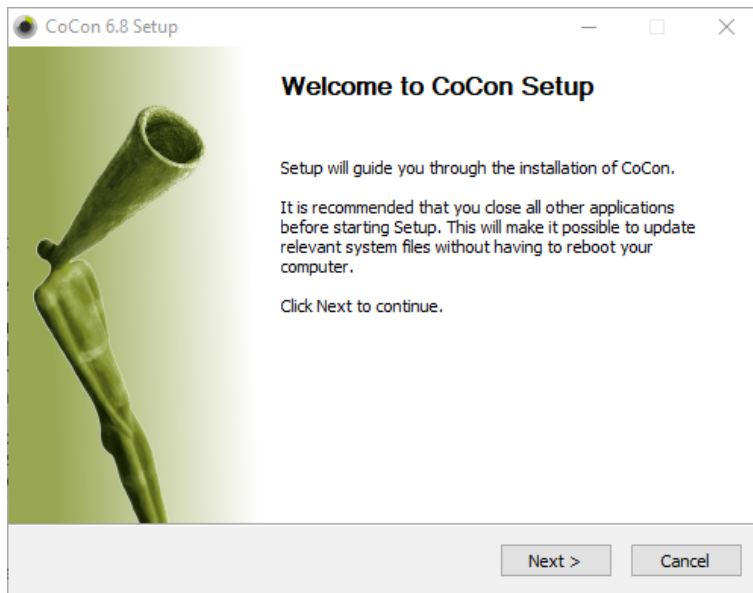 CoCon 6.8 Setup
Welcome to CoCon Setup
Setup will guide you through the installation of CoCon.
It is recommended that you close all other applications
before starting Setup. This will make it possible to update
relevant system files without having to reboot your
computer.
Click Next to continue.
Next >
Cancel